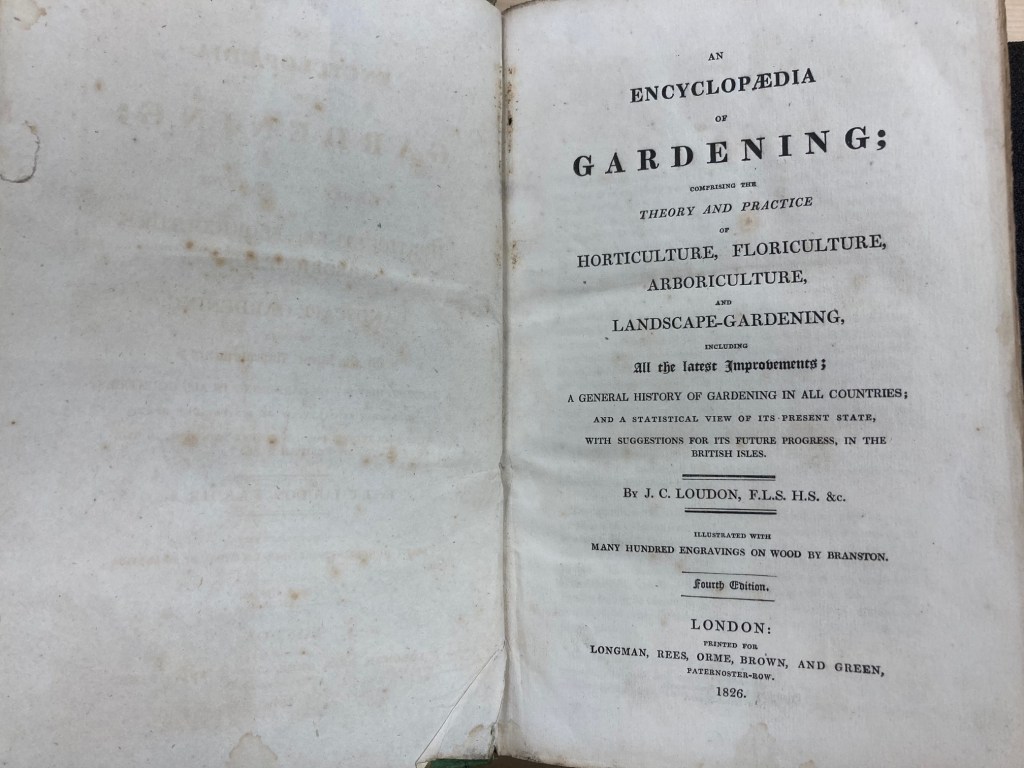 AN
ENCYCLOPÆDIA
OF
GARDENING;
COMPRISING THE
THEORY AND PRACTICE
OF
HORTICULTURE, FLORICULTURE,
ARBORICULTURE,
AND
LANDSCAPE-GARDENING,
INCLUDING
All the latest Improvements;
A GENERAL HISTORY OF GARDENING IN ALL COUNTRIES;
AND A STATISTICAL VIEW OF ITS PRESENT STATE,
WITH SUGGESTIONS FOR ITS FUTURE PROGRESS, IN THE
BRITISH ISLES.
By J. C. LOUDON, F.L.S. H.S. &c.
ILLUSTRATED WITH
MANY HUNDRED ENGRAVINGS ON WOOD BY BRANSTON.
Fourth Edition.
LONDON:
PRINTED FOR
LONGMAN, REES, ORME, BROWN, AND GREEN,
PATERNOSTER-ROW.
1826.